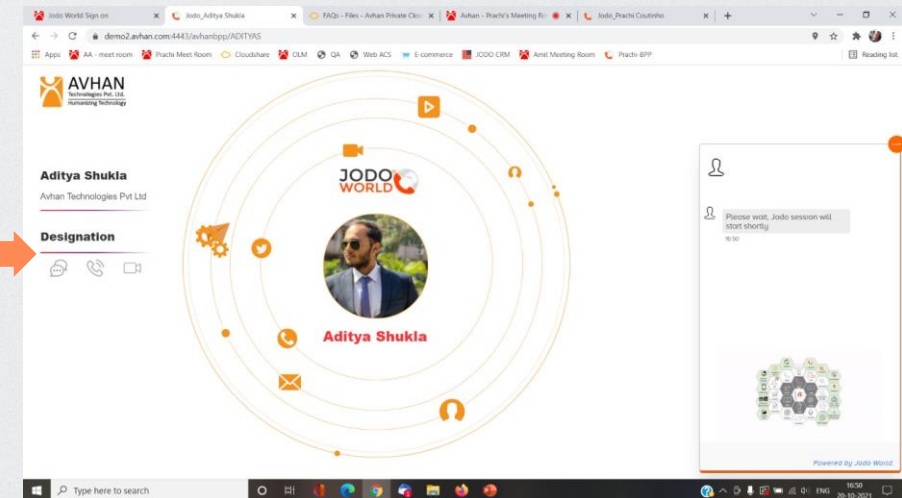 Jodo World Sign on
Jodo_Aditya Shukla
FAQs - Files - Avhan Private Clou
Avhan - Prachi's Meeting Ro
Jodo_Prachi Coutinho
demo2.avhan.com:4443/avhanbpp/ADITYAS
Apps
AA - meet room
Prachi Meet Room
Cloudshare
OLM
QA
Web ACS
E-commerce
JODO CRM
Amit Meeting Room
Prachi-BPP
Reading list
AVHAN
Technologies Pvt. Ltd.
Humanizing Technology
Aditya Shukla
Avhan Technologies Pvt Ltd
Designation
JODO
WORLD
Aditya Shukla
Please wait, Jodo session will
start shortly
16:50
Powered by Jodo World.
Type here to search
ENG
16:50
20-10-2021